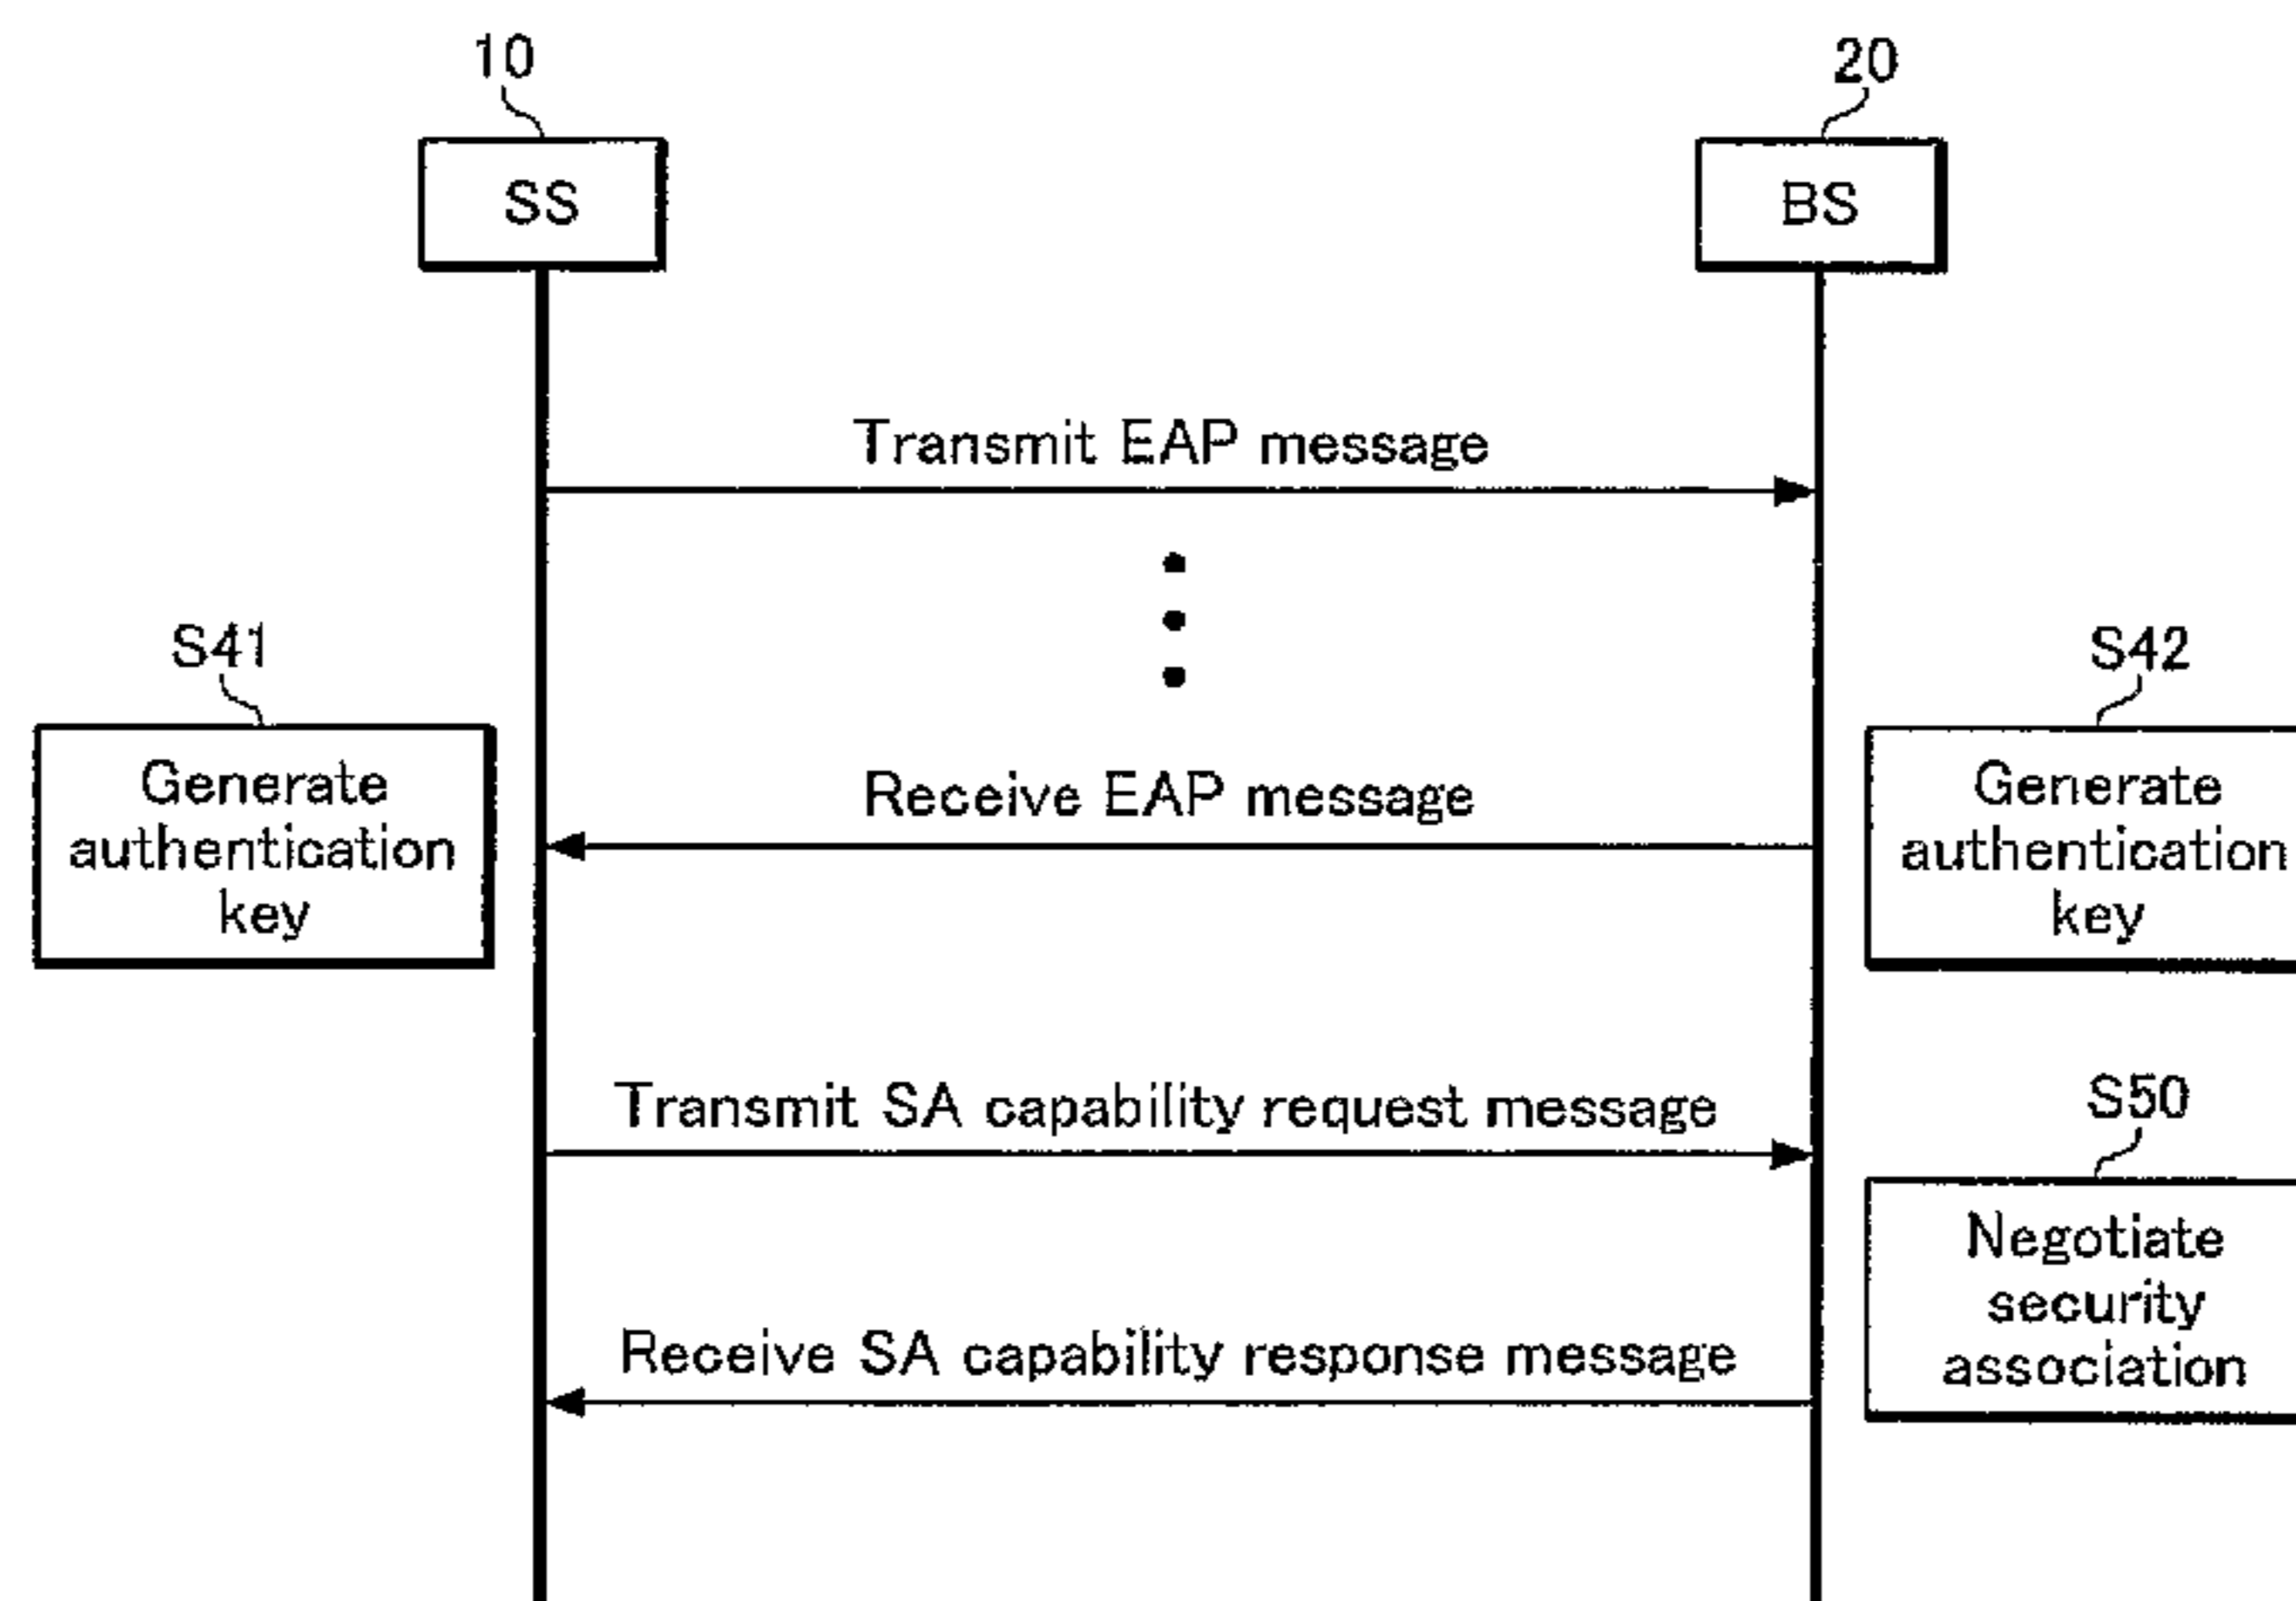 10
20
SS
BS
Transmit EAP message
S41
S42
Generate
authentication
key
Receive EAP message
Generate
authentication
key
Transmit SA capability request message
S50
Negotiate
security
association
Receive SA capability response message